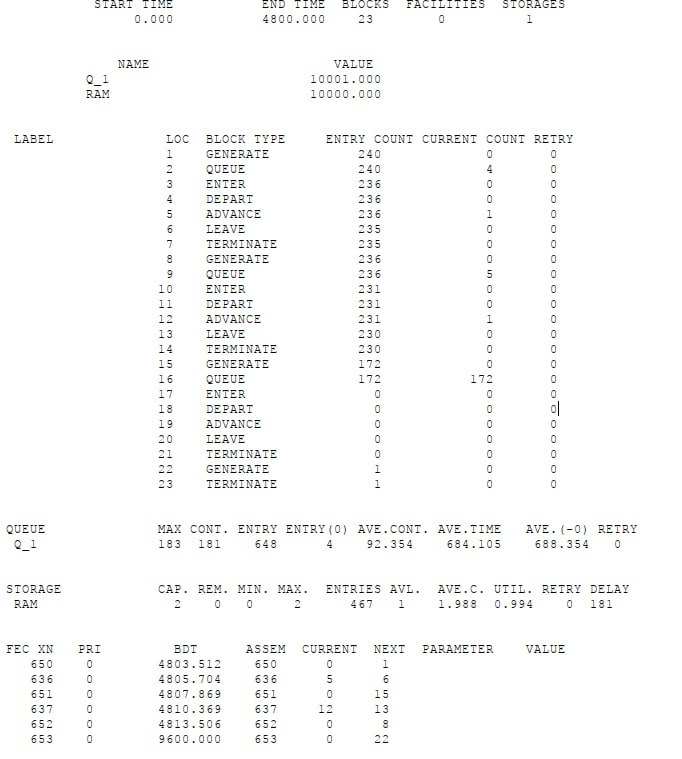 START TIME END TIME BLOCKS FACILITIES STORAGES
0.000 4800.000 23 0 1
NAME VALUE
Q_1 10001.000
RAM 10000.000
LABEL LOC BLOCK TYPE ENTRY COUNT CURRENT COUNT RETRY
1 GENERATE 240 0 0
2 QUEUE 240 4 0
3 ENTER 236 0 0
4 DEPART 236 0 0
5 ADVANCE 236 1 0
6 LEAVE 235 0 0
7 TERMINATE 235 0 0
8 GENERATE 236 0 0
9 QUEUE 236 5 0
10 ENTER 231 0 0
11 DEPART 231 0 0
12 ADVANCE 231 1 0
13 LEAVE 230 0 0
14 TERMINATE 230 0 0
15 GENERATE 172 0 0
16 QUEUE 172 172 0
17 ENTER 0 0 0
18 DEPART 0 0 0
19 ADVANCE 0 0 0
20 LEAVE 0 0 0
21 TERMINATE 0 0 0
22 GENERATE 1 0 0
23 TERMINATE 1 0 0
QUEUE MAX CONT. ENTRY ENTRY(0) AVE.CONT. AVE.TIME AVE.(-0) RETRY
Q_1 183 181 648 4 92.354 684.105 688.354 0
STORAGE CAP. REM. MIN. MAX. ENTRIES AVL. AVE.C. UTIL. RETRY DELAY
RAM 2 0 0 2 467 1 1.988 0.994 0 181
FEC XN PRI BDT ASSEM CURRENT NEXT PARAMETER VALUE
650 0 4803.512 650 0 1
636 0 4805.704 636 5 6
651 0 4807.869 651 0 15
637 0 4810.369 637 12 13
652 0 4813.506 652 0 8
653 0 9600.000 653 0 22